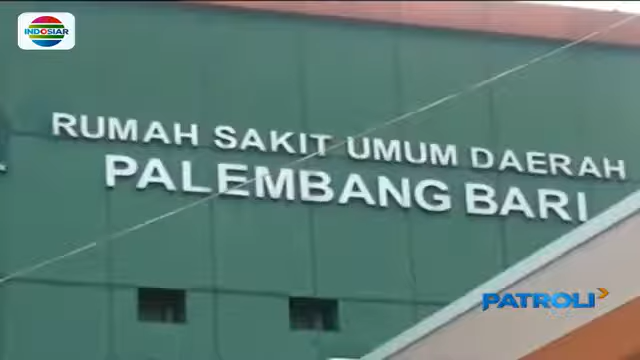 INDOSIAR
RUMAH SAKIT UMUM DAERAH
PALEMBANG BARI
PATROLI